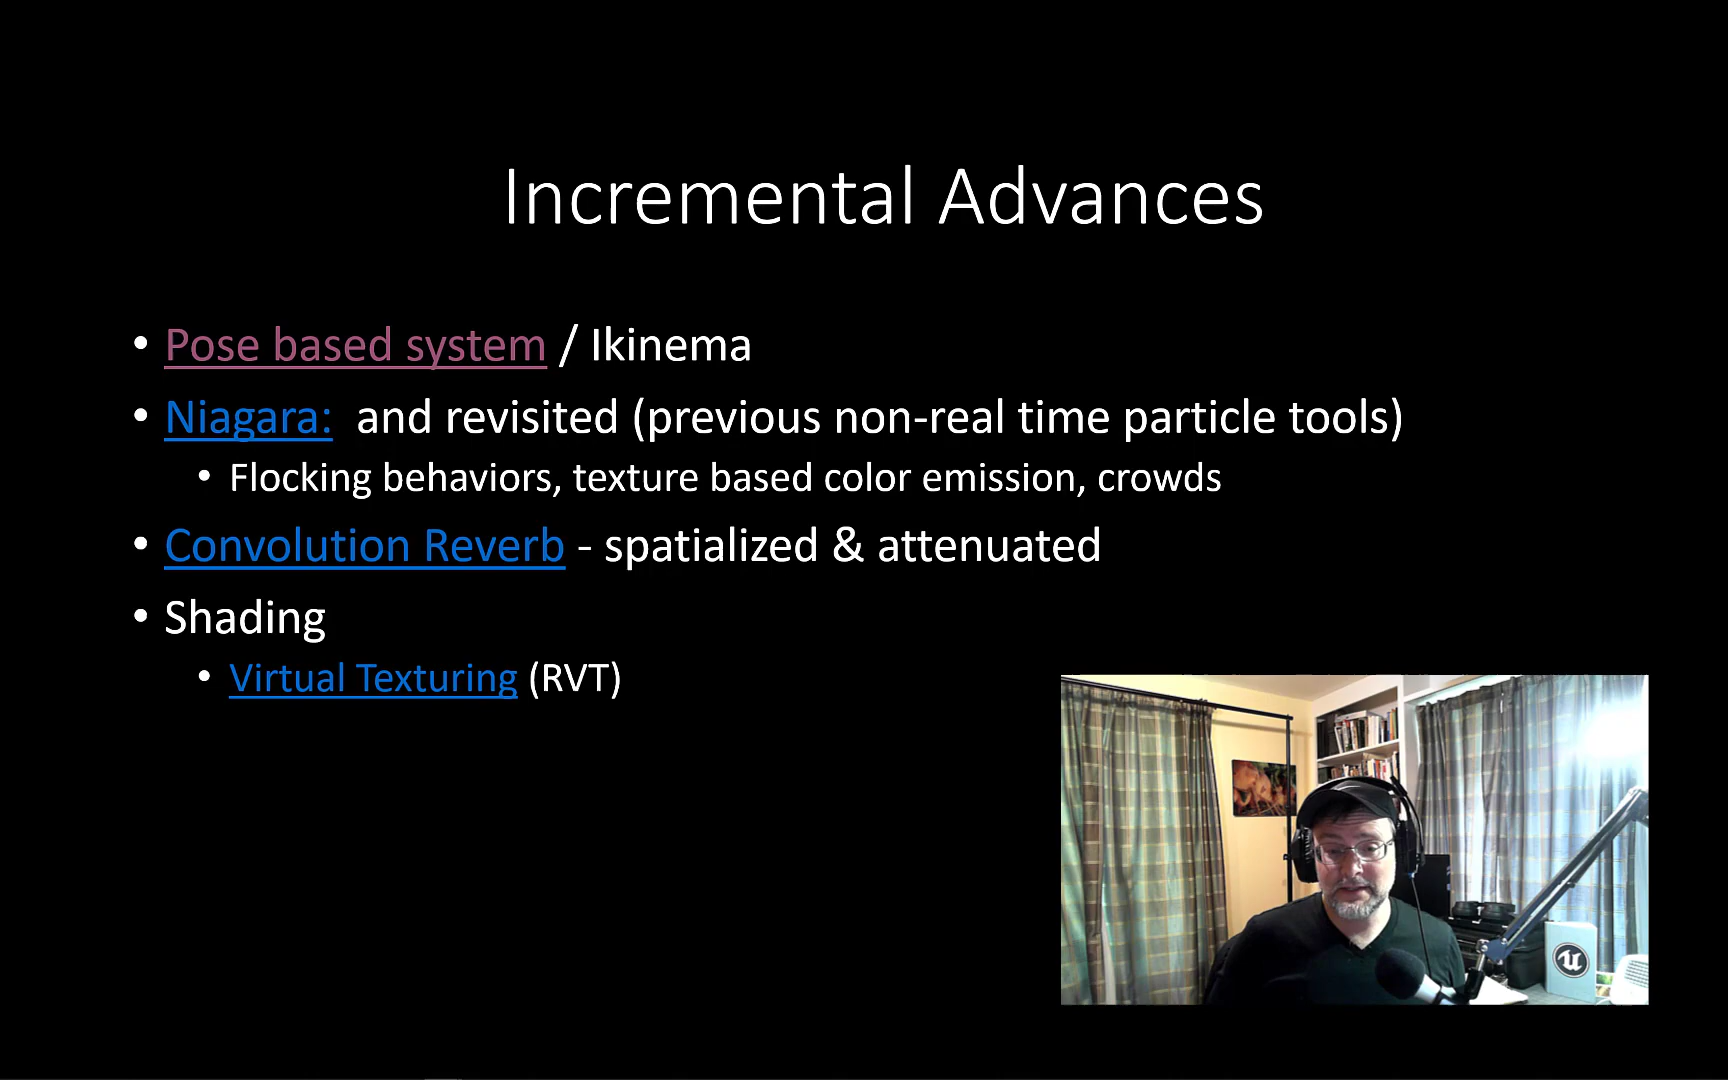 Incremental Advances
• Pose based system / Ikinema
• Niagara:  and revisited (previous non-real time particle tools)
• Flocking behaviors, texture based color emission, crowds
• Convolution Reverb - spatialized & attenuated
• Shading
• Virtual Texturing (RVT)